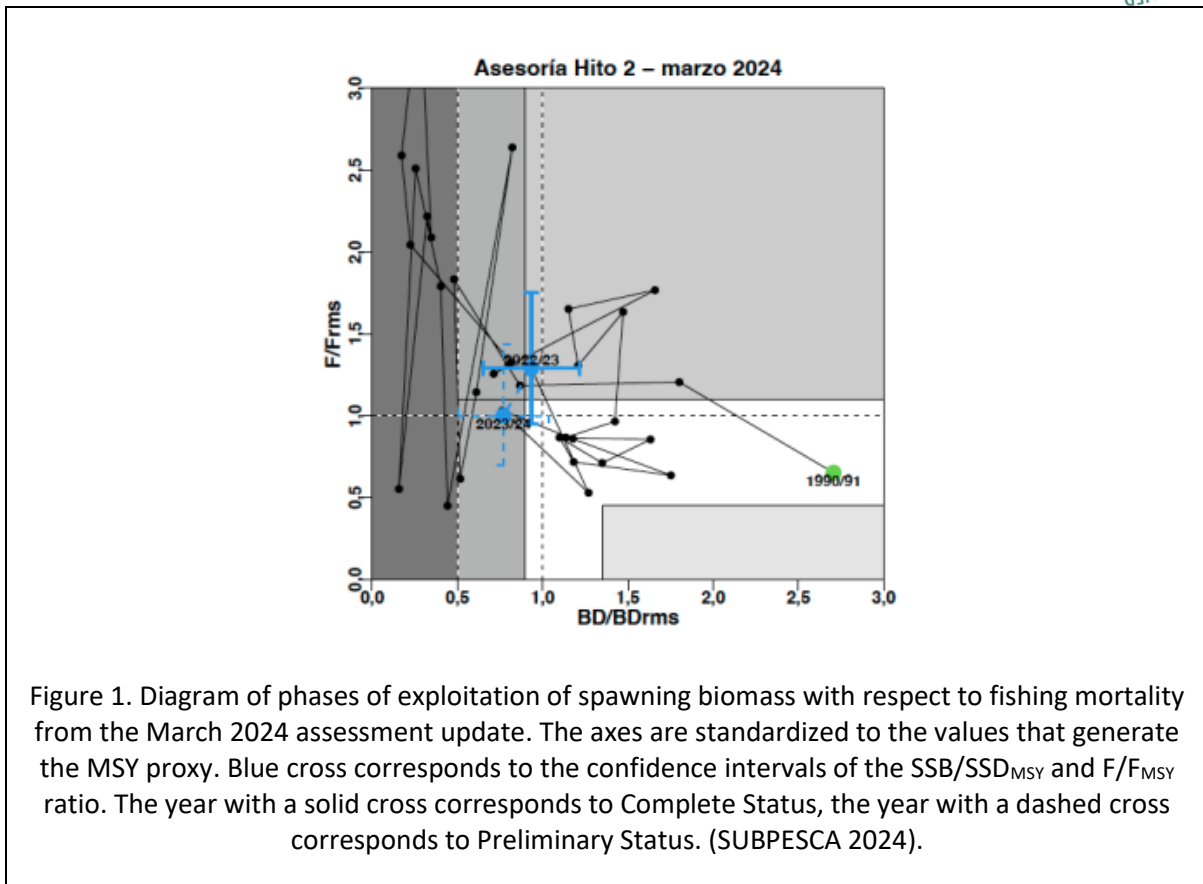 Asesoría Hito 2 – marzo 2024
3,0
2,5
2,0
1,5
1,0
0,5
0,0
F/Frms
2022/23
2023/24
1990/91
0,0 0,5 1,0 1,5 2,0 2,5 3,0
BD/BDrms
Figure 1. Diagram of phases of exploitation of spawning biomass with respect to fishing mortality
from the March 2024 assessment update. The axes are standardized to the values that generate
the MSY proxy. Blue cross corresponds to the confidence intervals of the SSB/SSDMSY and F/FMSY
ratio. The year with a solid cross corresponds to Complete Status, the year with a dashed cross
corresponds to Preliminary Status. (SUBPESCA 2024).